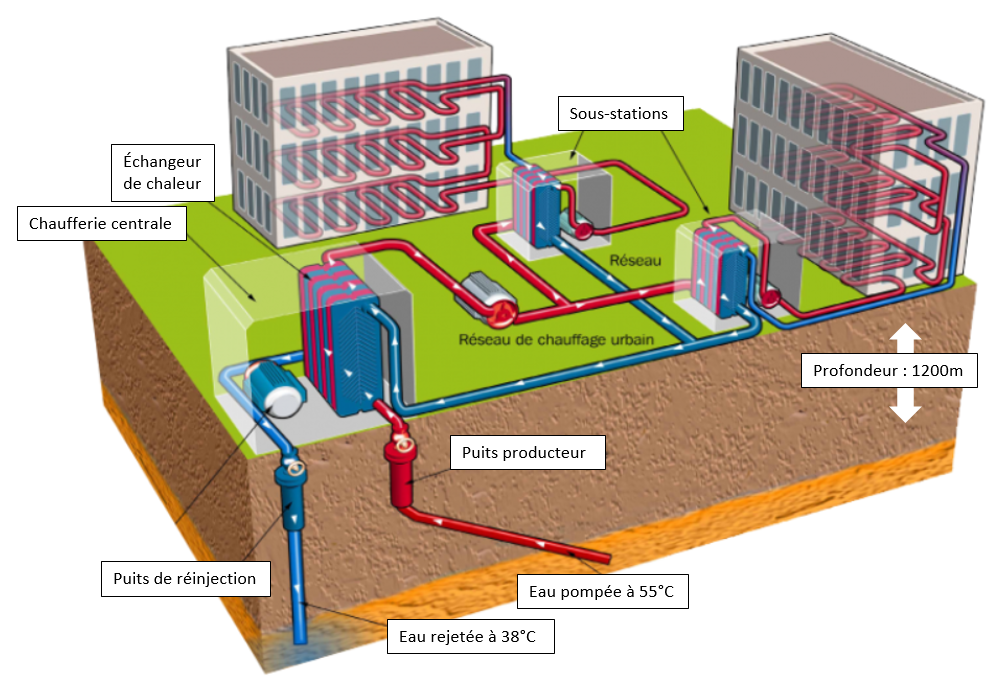 Sous-stations
Échangeur
de chaleur
Chaufferie centrale
Réseau
Réseau de chauffage urbain
Profondeur : 1200m
Puits producteur
Puits de réinjection
Eau pompée à 55°C
Eau rejetée à 38°C